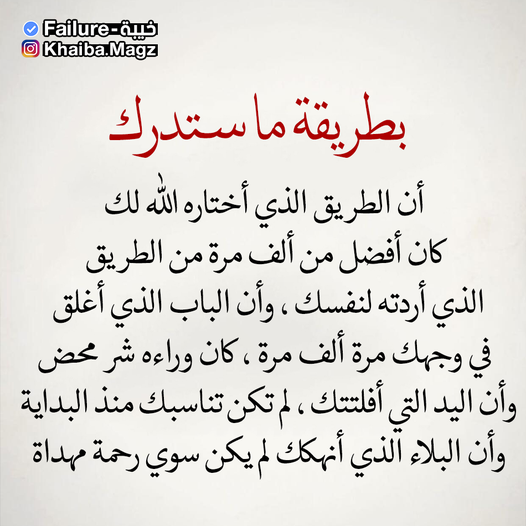 خيبة-Failure
Khaiba.Magz
بطريقة ما ستدرك
أن الطريق الذي أختاره الله لك
كان أفضل من ألف مرة من الطريق
الذي أردته لنفسك ، وأن الباب الذي أغلق
في وجهك مرة ألف مرة ، كان وراءه شر محض
وأن اليد التي أفلتتك ، لم تكن تناسبك منذ البداية
وأن البلاء الذي أنهكك لم يكن سوي رحمة مهداة